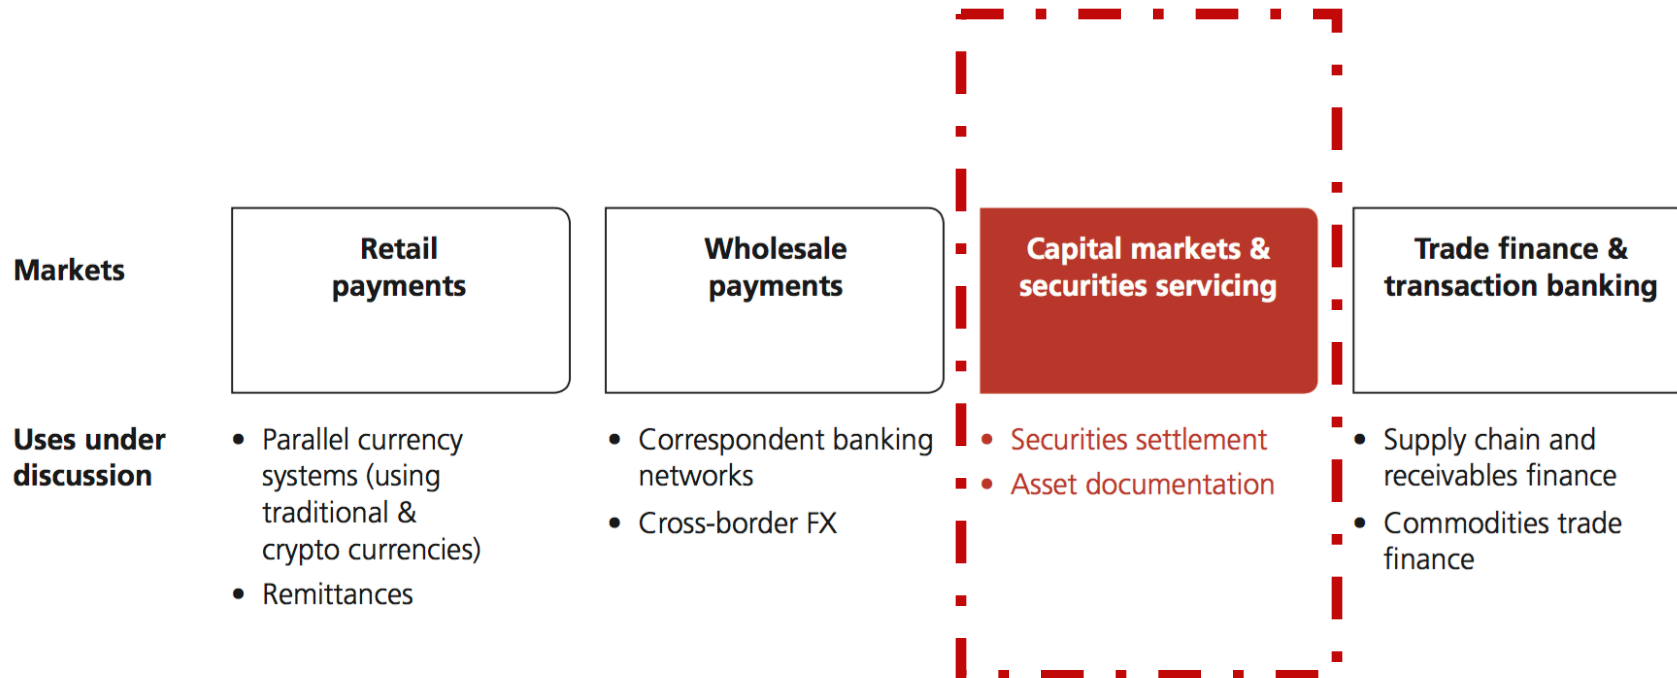 Markets
Retail
payments
Wholesale
payments
Capital markets &
securities servicing
Trade finance &
transaction banking
Uses under
discussion
• Parallel currency
systems (using
traditional &
crypto currencies)
• Remittances
• Correspondent banking
networks
• Cross-border FX
• Securities settlement
• Asset documentation
• Supply chain and
receivables finance
• Commodities trade
finance